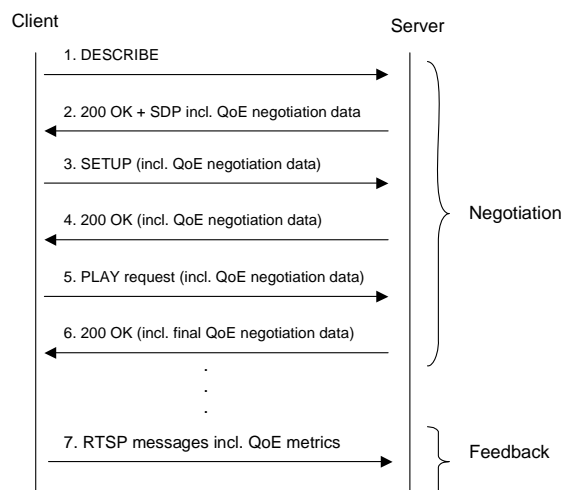 Client
Server
1. DESCRIBE
2. 200 OK + SDP incl. QoE negotiation data
3. SETUP (incl. QoE negotiation data)
4. 200 OK (incl. QoE negotiation data)
Negotiation
5. PLAY request (incl. QoE negotiation data)
6. 200 OK (incl. final QoE negotiation data)
.
.
.
7. RTSP messages incl. QoE metrics
Feedback